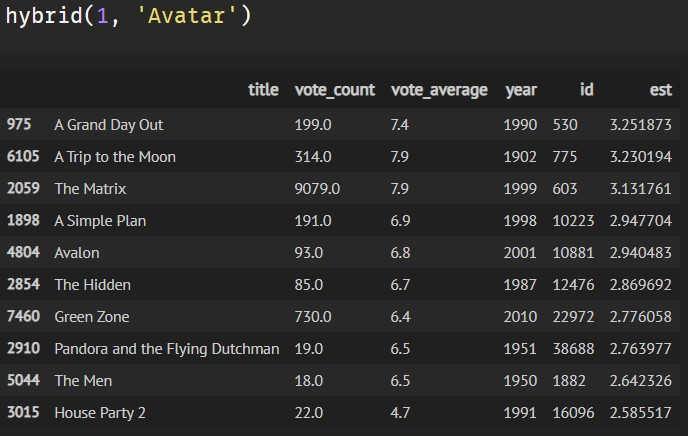 hybrid(1, 'Avatar')
title vote_count vote_average year id est
975 A Grand Day Out 199.0 7.4 1990 530 3.251873
6105 A Trip to the Moon 314.0 7.9 1902 775 3.230194
2059 The Matrix 9079.0 7.9 1999 603 3.131761
1898 A Simple Plan 191.0 6.9 1998 10223 2.947704
4804 Avalon 93.0 6.8 2001 10881 2.940483
2854 The Hidden 85.0 6.7 1987 12476 2.869692
7460 Green Zone 730.0 6.4 2010 22972 2.776058
2910 Pandora and the Flying Dutchman 19.0 6.5 1951 38688 2.763977
5044 The Men 18.0 6.5 1950 1882 2.642326
3015 House Party 2 22.0 4.7 1991 16096 2.585517